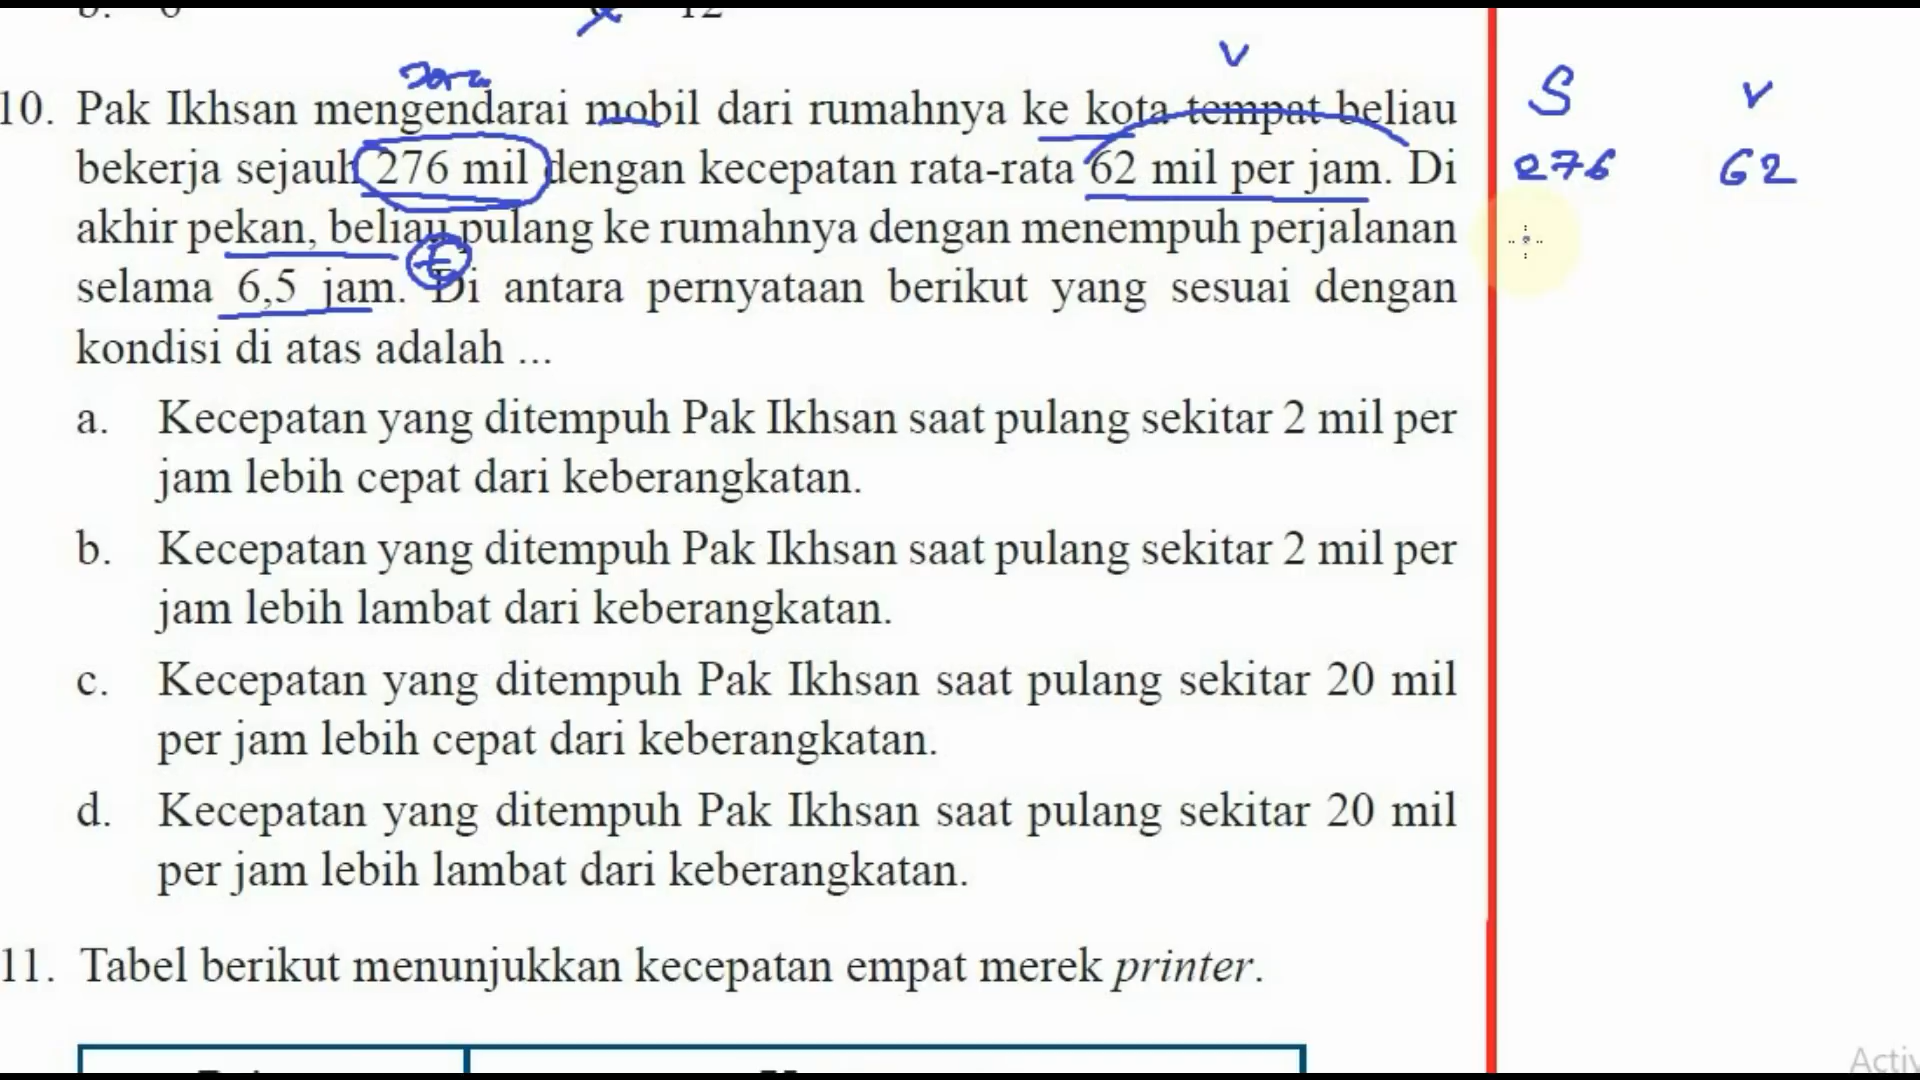 v
S v
10. Pak Ikhsan mengendarai mobil dari rumahnya ke kota tempat beliau
bekerja sejauh 276 mil dengan kecepatan rata-rata 62 mil per jam. Di
276 62
akhir pekan, beliau pulang ke rumahnya dengan menempuh perjalanan
t
selama 6,5 jam. Di antara pernyataan berikut yang sesuai dengan
kondisi di atas adalah ...
a. Kecepatan yang ditempuh Pak Ikhsan saat pulang sekitar 2 mil per
jam lebih cepat dari keberangkatan.
b. Kecepatan yang ditempuh Pak Ikhsan saat pulang sekitar 2 mil per
jam lebih lambat dari keberangkatan.
c. Kecepatan yang ditempuh Pak Ikhsan saat pulang sekitar 20 mil
per jam lebih cepat dari keberangkatan.
d. Kecepatan yang ditempuh Pak Ikhsan saat pulang sekitar 20 mil
per jam lebih lambat dari keberangkatan.
11. Tabel berikut menunjukkan kecepatan empat merek printer.
Activ